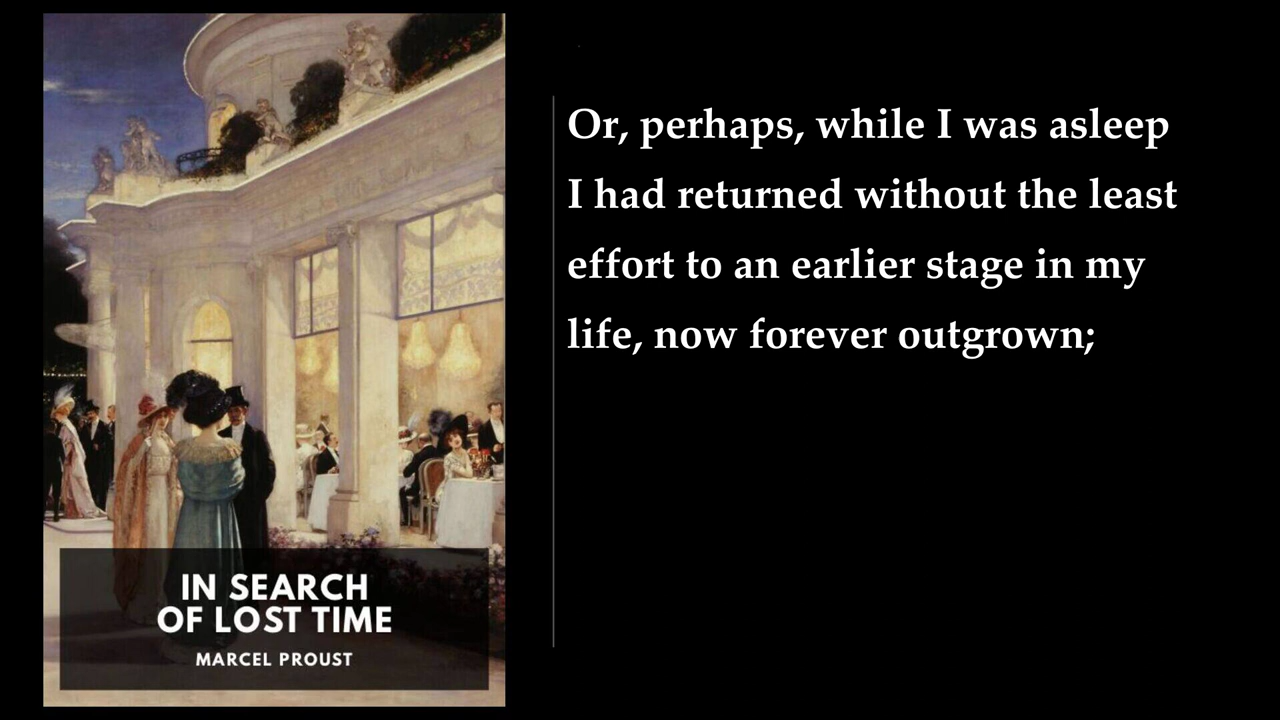 Or, perhaps, while I was asleep
I had returned without the least
effort to an earlier stage in my
life, now forever outgrown;
IN SEARCH
OF LOST TIME
MARCEL PROUST